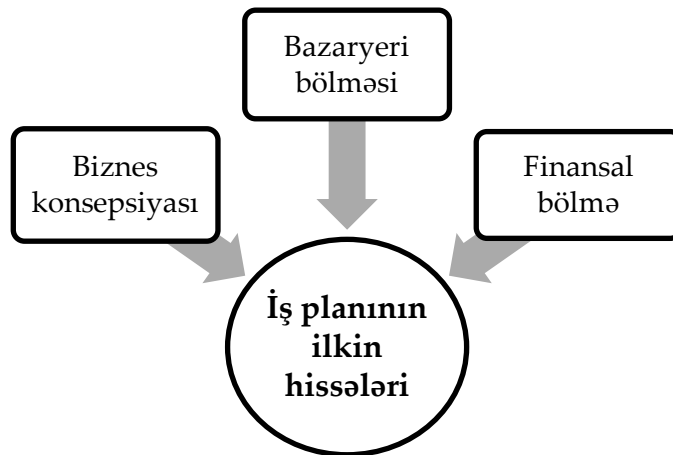 Bazaryeri
bölməsi
Biznes
konsepsiyası
Finansal
bölmə
İş planının
ilkin
hissələri